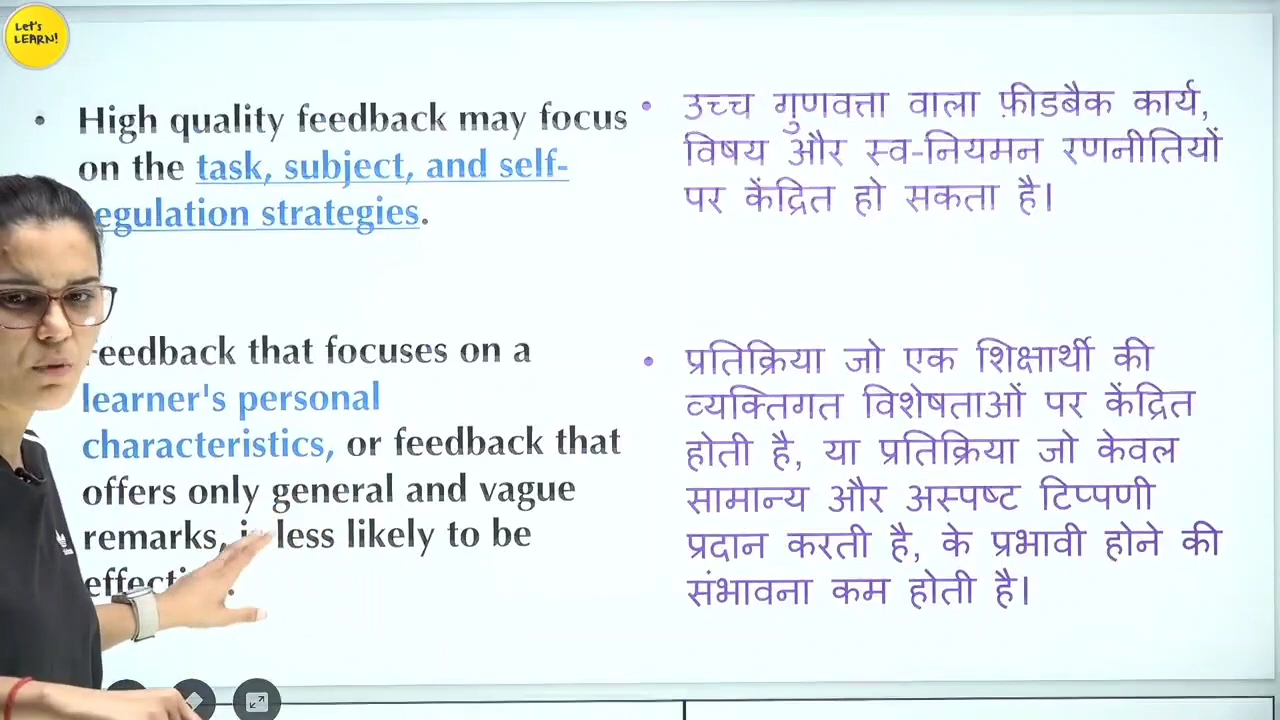 Let's
LEARN!
• High quality feedback may focus
on the task, subject, and self-
egulation strategies.
eedback that focuses on a
learner's personal
characteristics, or feedback that
offers only general and vague
remarks, less likely to be
• उच्च गुणवत्ता वाला फ़ीडबैक कार्य,
विषय और स्व-नियमन रणनीतियों
पर केंद्रित हो सकता है।
• प्रतिक्रिया जो एक शिक्षार्थी की
व्यक्तिगत विशेषताओं पर केंद्रित
होती है, या प्रतिक्रिया जो केवल
सामान्य और अस्पष्ट टिप्पणी
प्रदान करती है, के प्रभावी होने की
संभावना कम होती है।